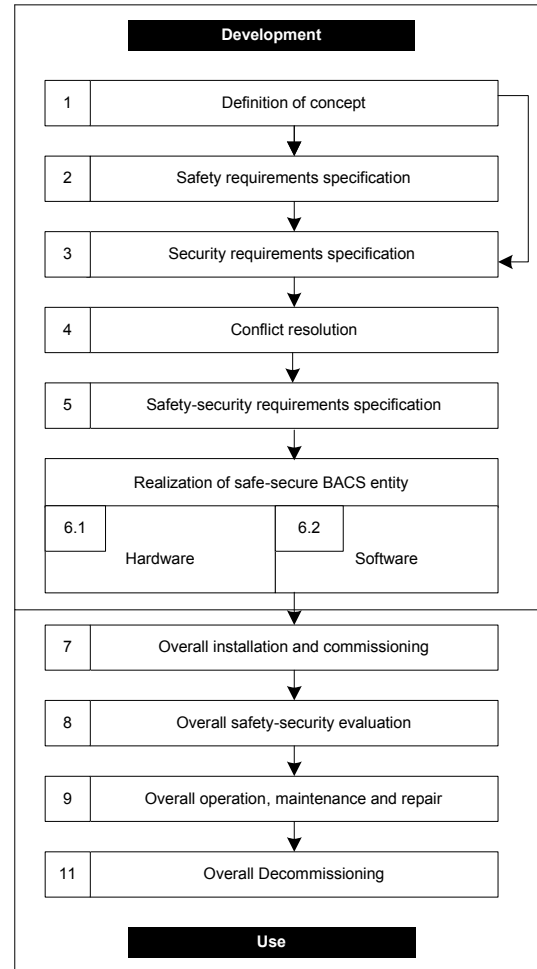 Development
1 Definition of concept
2 Safety requirements specification
3 Security requirements specification
4 Conflict resolution
5 Safety-security requirements specification
Realization of safe-secure BACS entity
6.1 6.2
Hardware Software
7 Overall installation and commissioning
8 Overall safety-security evaluation
9 Overall operation, maintenance and repair
11 Overall Decommissioning
Use